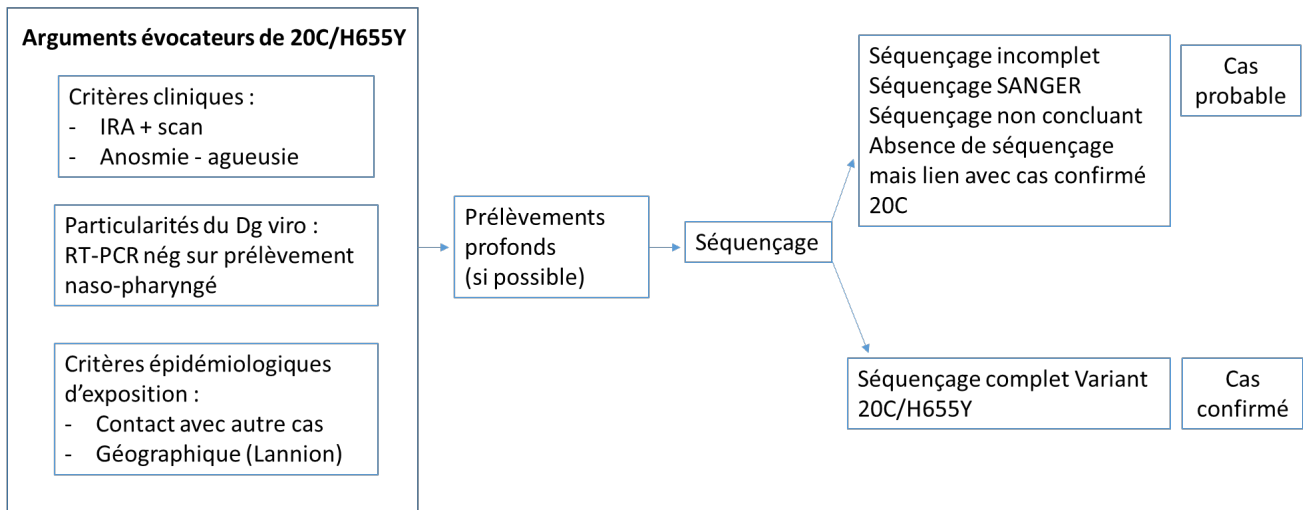 Arguments évocateurs de 20C/H655Y
Critères cliniques :
- IRA + scan
- Anosmie - agueusie
Particularités du Dg viro :
RT-PCR nég sur prélèvement
naso-pharyngé
Critères épidémiologiques
d'exposition :
- Contact avec autre cas
- Géographique (Lannion)
Prélèvements
profonds
(si possible)
Séquençage
Séquençage incomplet
Séquençage SANGER
Séquençage non concluant
Absence de séquençage
mais lien avec cas confirmé
20C
Cas
probable
Séquençage complet Variant
20C/H655Y
Cas
confirmé